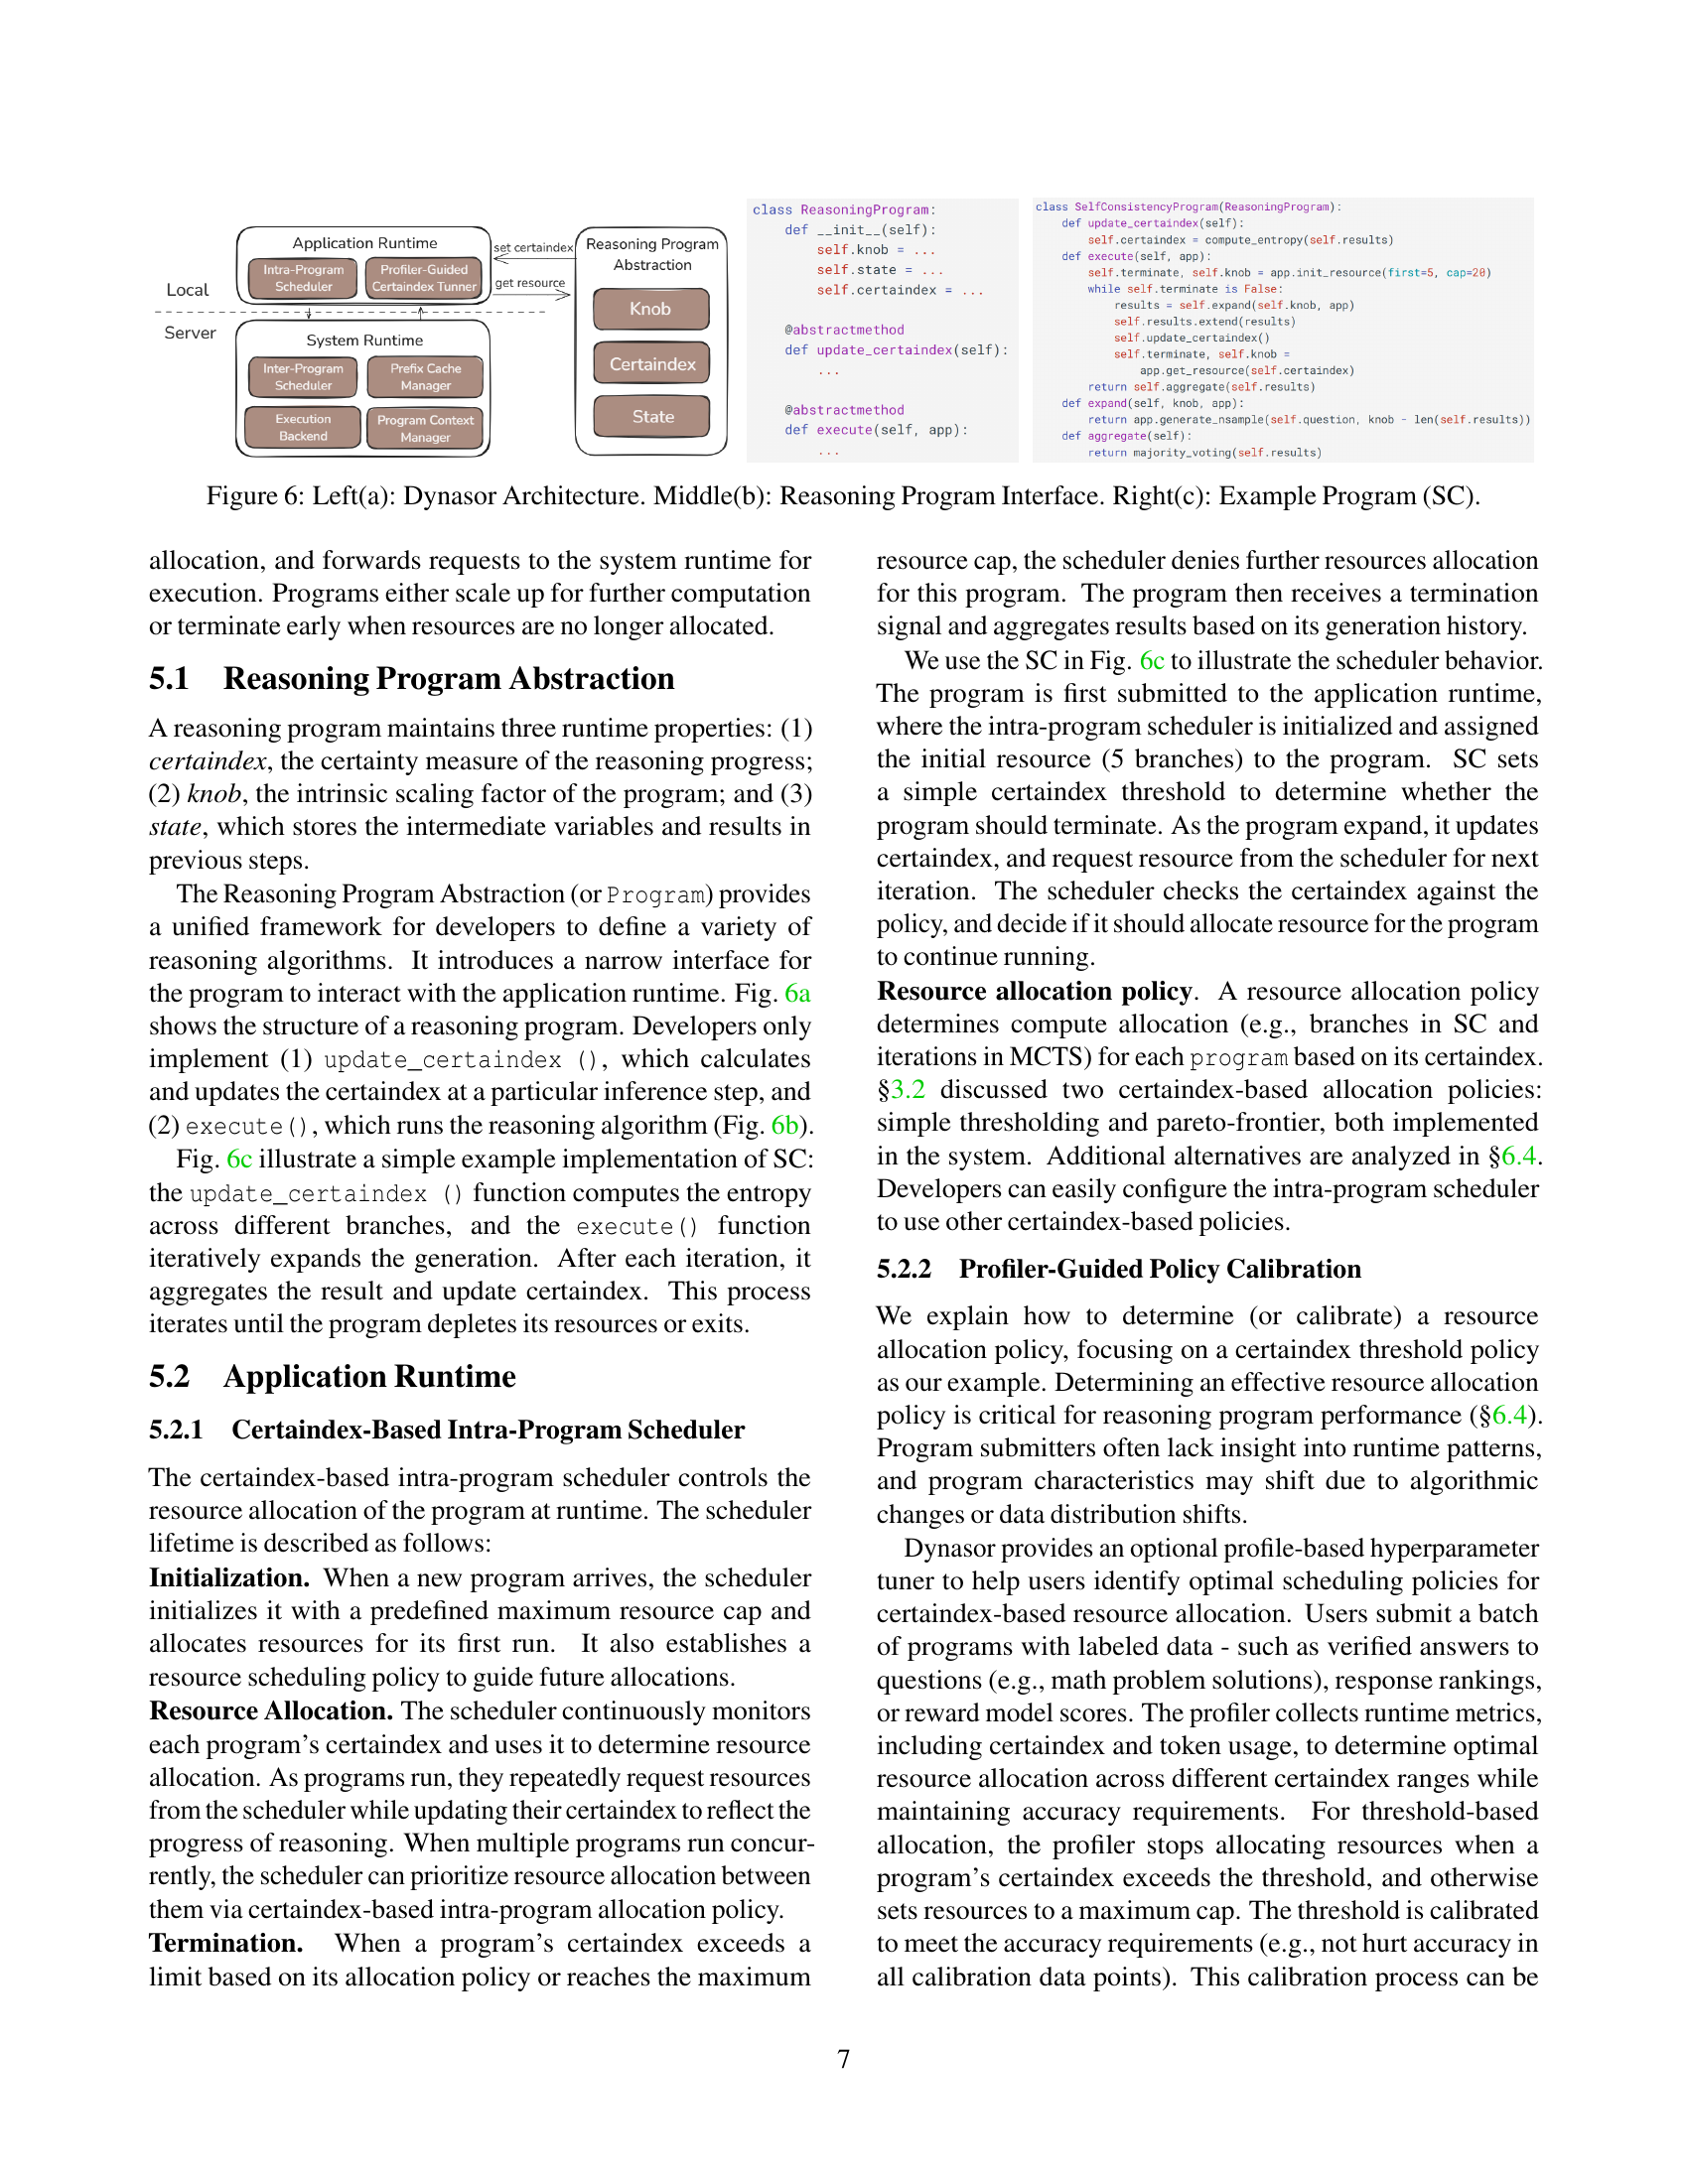 Local
Server
Application Runtime
Intra-Program
Scheduler
Profiler-Guided
Certaindex Tunner
System Runtime
Inter-Program
Scheduler
Prefix Cache
Manager
Execution
Backend
Program Context
Manager
set certaindex
get resource
Reasoning Program
Abstraction
Knob
Certaindex
State
class ReasoningProgram:
def __init__(self):
self.knob = ...
self.state = ...
self.certaindex = ...
@abstractmethod
def update_certaindex(self):
...
@abstractmethod
def execute(self, app):
...
class SelfConsistencyProgram(ReasoningProgram):
def update_certaindex(self):
self.certaindex = compute_entropy(self.results)
def execute(self, app):
self.terminate, self.knob = app.init_resource(first=5, cap=20)
while self.terminate is False:
results = self.expand(self.knob, app)
self.results.extend(results)
self.update_certaindex()
self.terminate, self.knob =
app.get_resource(self.certaindex)
return self.aggregate(self.results)
def expand(self, knob, app):
return app.generate_nsample(self.question, knob - len(self.results))
def aggregate(self):
return majority_voting(self.results)
Figure 6: Left(a): Dynasor Architecture. Middle(b): Reasoning Program Interface. Right(c): Example Program (SC).
allocation, and forwards requests to the system runtime for
execution. Programs either scale up for further computation
or terminate early when resources are no longer allocated.
5.1 Reasoning Program Abstraction
A reasoning program maintains three runtime properties: (1)
certaindex, the certainty measure of the reasoning progress;
(2) knob, the intrinsic scaling factor of the program; and (3)
state, which stores the intermediate variables and results in
previous steps.
The Reasoning Program Abstraction (or Program) provides
a unified framework for developers to define a variety of
reasoning algorithms. It introduces a narrow interface for
the program to interact with the application runtime. Fig. 6a
shows the structure of a reasoning program. Developers only
implement (1) update_certaindex (), which calculates
and updates the certaindex at a particular inference step, and
(2) execute(), which runs the reasoning algorithm (Fig. 6b).
Fig. 6c illustrate a simple example implementation of SC:
the update_certaindex () function computes the entropy
across different branches, and the execute() function
iteratively expands the generation. After each iteration, it
aggregates the result and update certaindex. This process
iterates until the program depletes its resources or exits.
5.2 Application Runtime
5.2.1 Certaindex-Based Intra-Program Scheduler
The certaindex-based intra-program scheduler controls the
resource allocation of the program at runtime. The scheduler
lifetime is described as follows:
Initialization. When a new program arrives, the scheduler
initializes it with a predefined maximum resource cap and
allocates resources for its first run. It also establishes a
resource scheduling policy to guide future allocations.
Resource Allocation. The scheduler continuously monitors
each program's certaindex and uses it to determine resource
allocation. As programs run, they repeatedly request resources
from the scheduler while updating their certaindex to reflect the
progress of reasoning. When multiple programs run concur-
rently, the scheduler can prioritize resource allocation between
them via certaindex-based intra-program allocation policy.
Termination. When a program's certaindex exceeds a
limit based on its allocation policy or reaches the maximum
resource cap, the scheduler denies further resources allocation
for this program. The program then receives a termination
signal and aggregates results based on its generation history.
We use the SC in Fig. 6c to illustrate the scheduler behavior.
The program is first submitted to the application runtime,
where the intra-program scheduler is initialized and assigned
the initial resource (5 branches) to the program. SC sets
a simple certaindex threshold to determine whether the
program should terminate. As the program expand, it updates
certaindex, and request resource from the scheduler for next
iteration. The scheduler checks the certaindex against the
policy, and decide if it should allocate resource for the program
to continue running.
Resource allocation policy. A resource allocation policy
determines compute allocation (e.g., branches in SC and
iterations in MCTS) for each program based on its certaindex.
§3.2 discussed two certaindex-based allocation policies:
simple thresholding and pareto-frontier, both implemented
in the system. Additional alternatives are analyzed in §6.4.
Developers can easily configure the intra-program scheduler
to use other certaindex-based policies.
5.2.2 Profiler-Guided Policy Calibration
We explain how to determine (or calibrate) a resource
allocation policy, focusing on a certaindex threshold policy
as our example. Determining an effective resource allocation
policy is critical for reasoning program performance (§6.4).
Program submitters often lack insight into runtime patterns,
and program characteristics may shift due to algorithmic
changes or data distribution shifts.
Dynasor provides an optional profile-based hyperparameter
tuner to help users identify optimal scheduling policies for
certaindex-based resource allocation. Users submit a batch
of programs with labeled data - such as verified answers to
questions (e.g., math problem solutions), response rankings,
or reward model scores. The profiler collects runtime metrics,
including certaindex and token usage, to determine optimal
resource allocation across different certaindex ranges while
maintaining accuracy requirements. For threshold-based
allocation, the profiler stops allocating resources when a
program's certaindex exceeds the threshold, and otherwise
sets resources to a maximum cap. The threshold is calibrated
to meet the accuracy requirements (e.g., not hurt accuracy in
all calibration data points). This calibration process can be
7